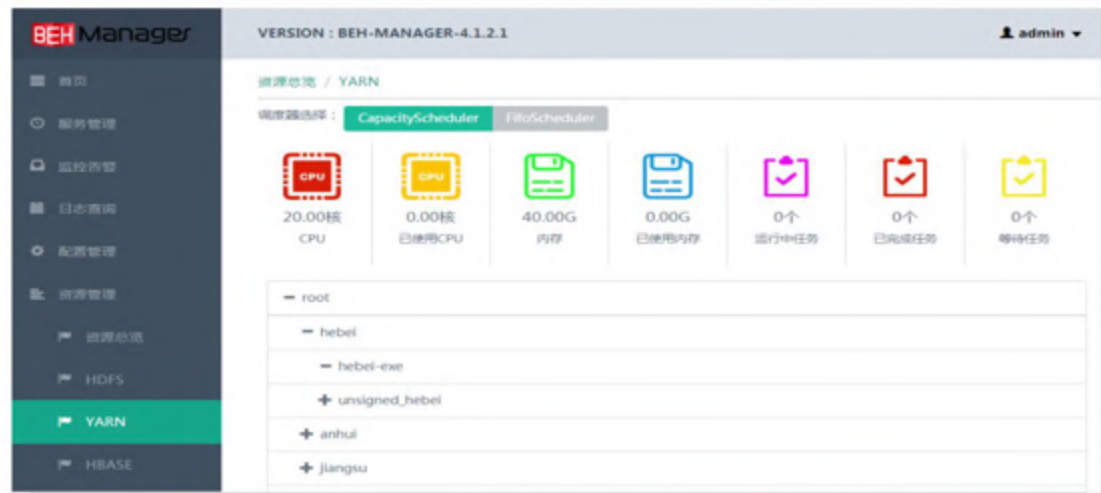 BEH Manager
VERSION : BEH-MANAGER-4.1.2.1
admin
首页
服务管理
监控告警
日志查询
配置管理
资源管理
资源总览
HDFS
YARN
HBASE
资源总览 / YARN
调度器选择：
CapacityScheduler
FifoScheduler
CPU
20.00核
CPU
CPU
0.00核
已使用CPU
40.00G
内存
0.00G
已使用内存
0个
运行中任务
0个
已完成任务
0个
等待任务
root
hebei
hebei-exe
unsigned_hebei
anhui
jiangsu